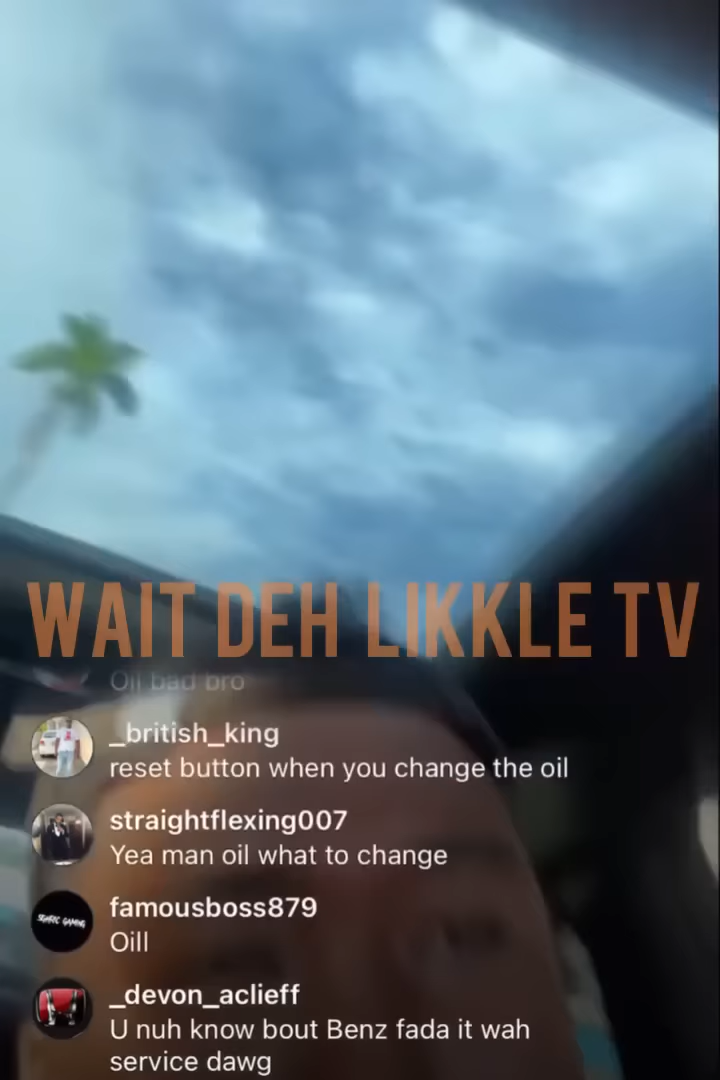 WAIT DEH LIKKLE TV
Oil bad bro
_british_king
reset button when you change the oil
straightflexing007
Yea man oil what to change
famousboss879
Oill
_devon_aclieff
U nuh know bout Benz fada it wah
service dawg